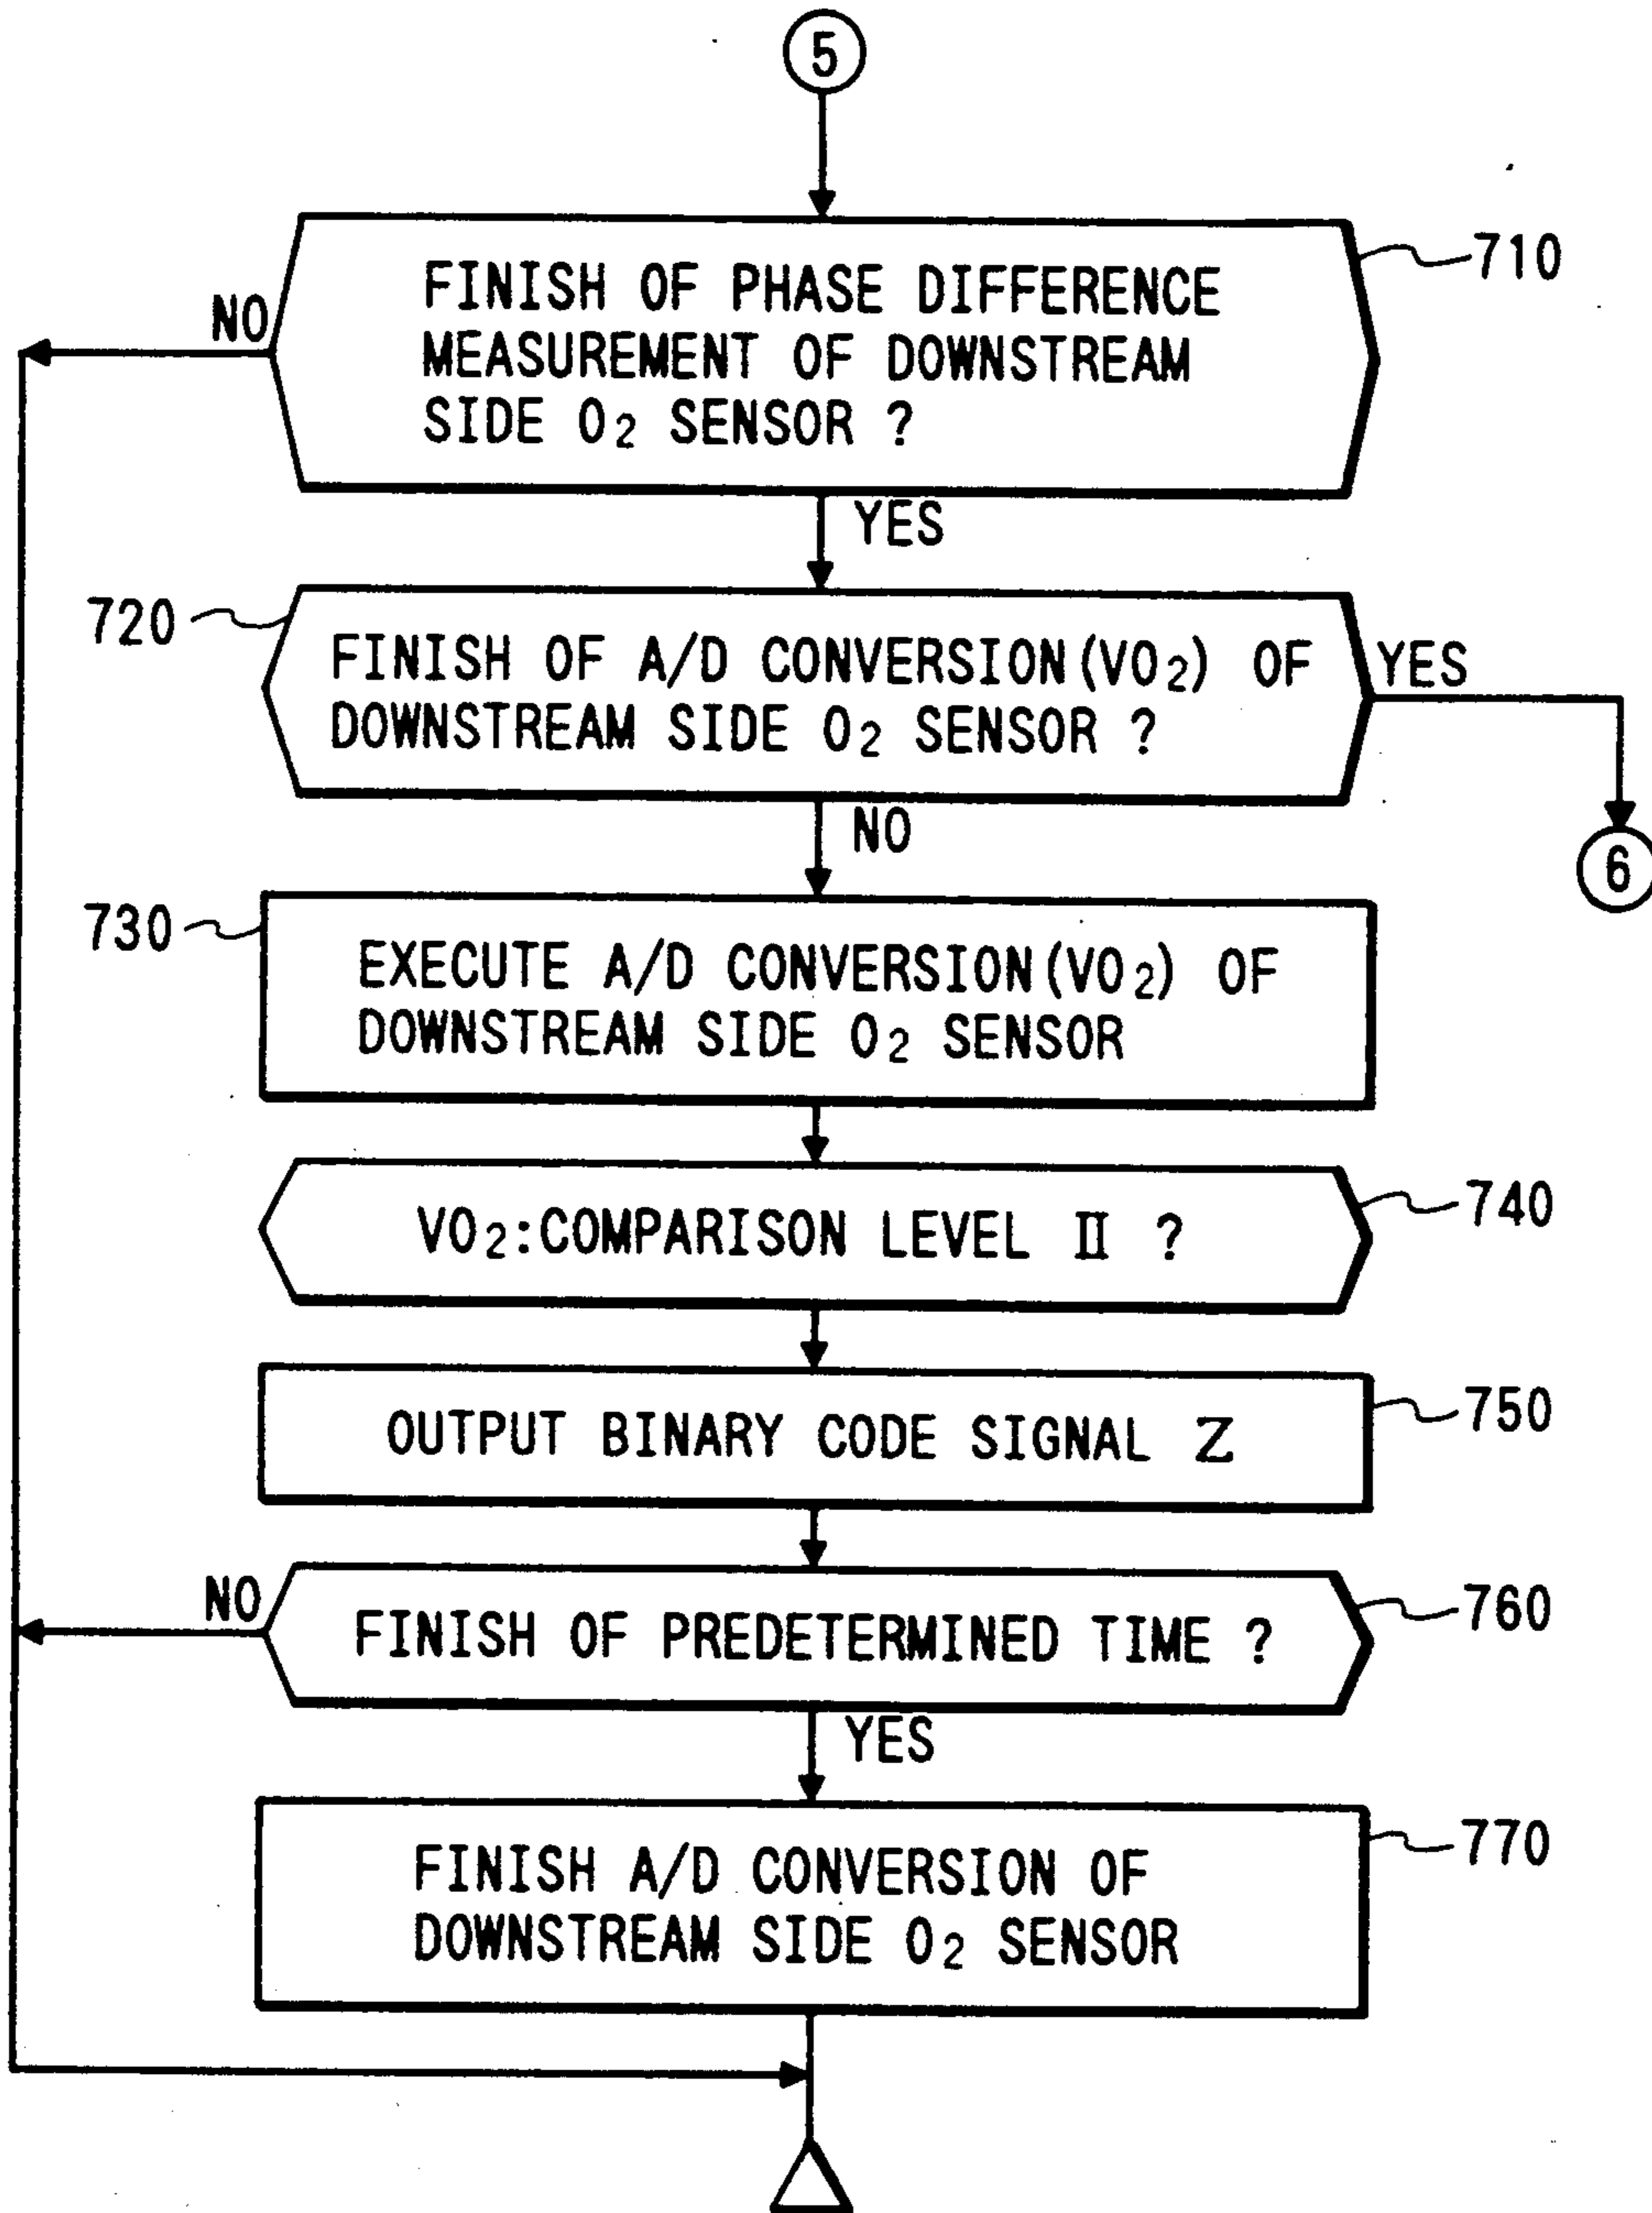 5
FINISH OF PHASE DIFFERENCE
MEASUREMENT OF DOWNSTREAM
SIDE O2 SENSOR ?
710
NO
YES
720
FINISH OF A/D CONVERSION(VO2) OF
DOWNSTREAM SIDE O2 SENSOR ?
YES
NO
6
730
EXECUTE A/D CONVERSION(VO2) OF
DOWNSTREAM SIDE O2 SENSOR
VO2:COMPARISON LEVEL II ?
740
OUTPUT BINARY CODE SIGNAL Z
750
NO
FINISH OF PREDETERMINED TIME ?
760
YES
FINISH A/D CONVERSION OF
DOWNSTREAM SIDE O2 SENSOR
770